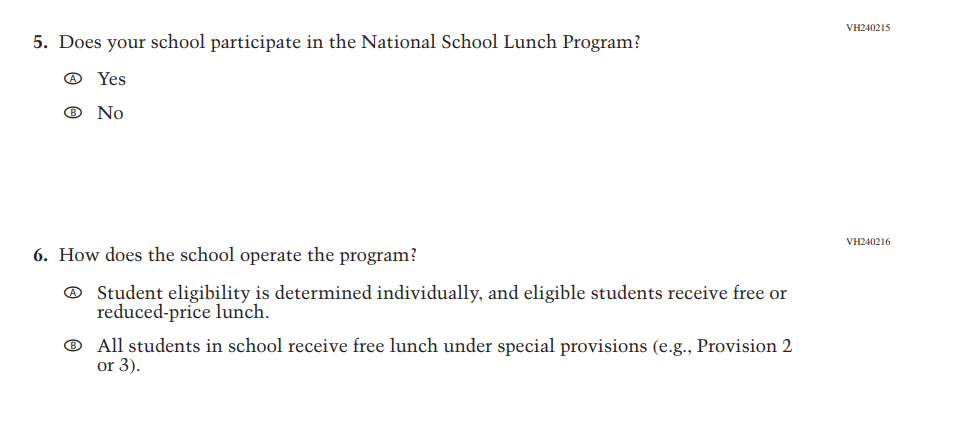 VH240215
5. Does your school participate in the National School Lunch Program?
Ⓐ Yes
Ⓑ No
VH240216
6. How does the school operate the program?
Ⓐ Student eligibility is determined individually, and eligible students receive free or
reduced-price lunch.
Ⓑ All students in school receive free lunch under special provisions (e.g., Provision 2
or 3).